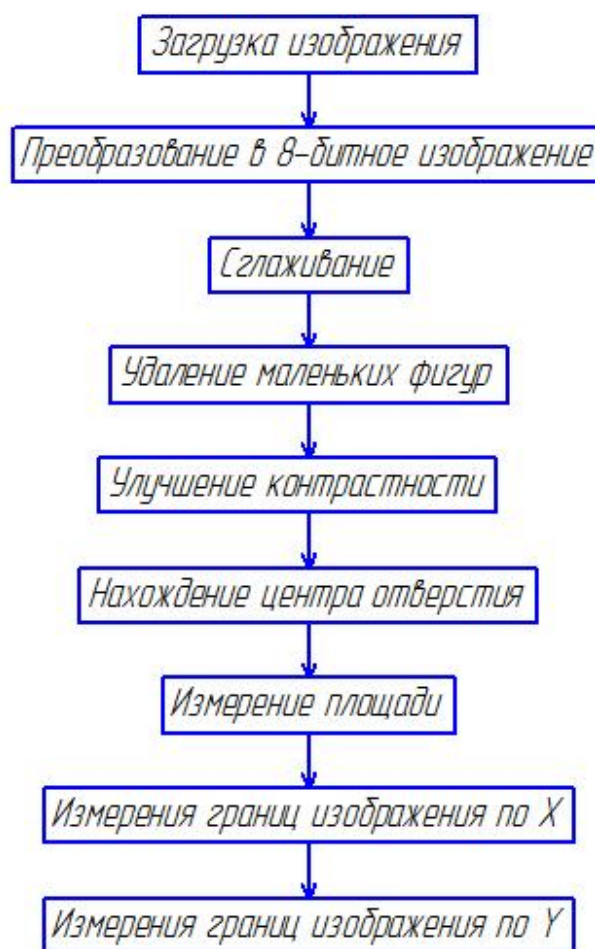 Загрузка изображения
Преобразование в 8-битное изображение
Сглаживание
Удаление маленьких фигур
Улучшение контрастности
Нахождение центра отверстия
Измерение площади
Измерения границ изображения по X
Измерения границ изображения по Y